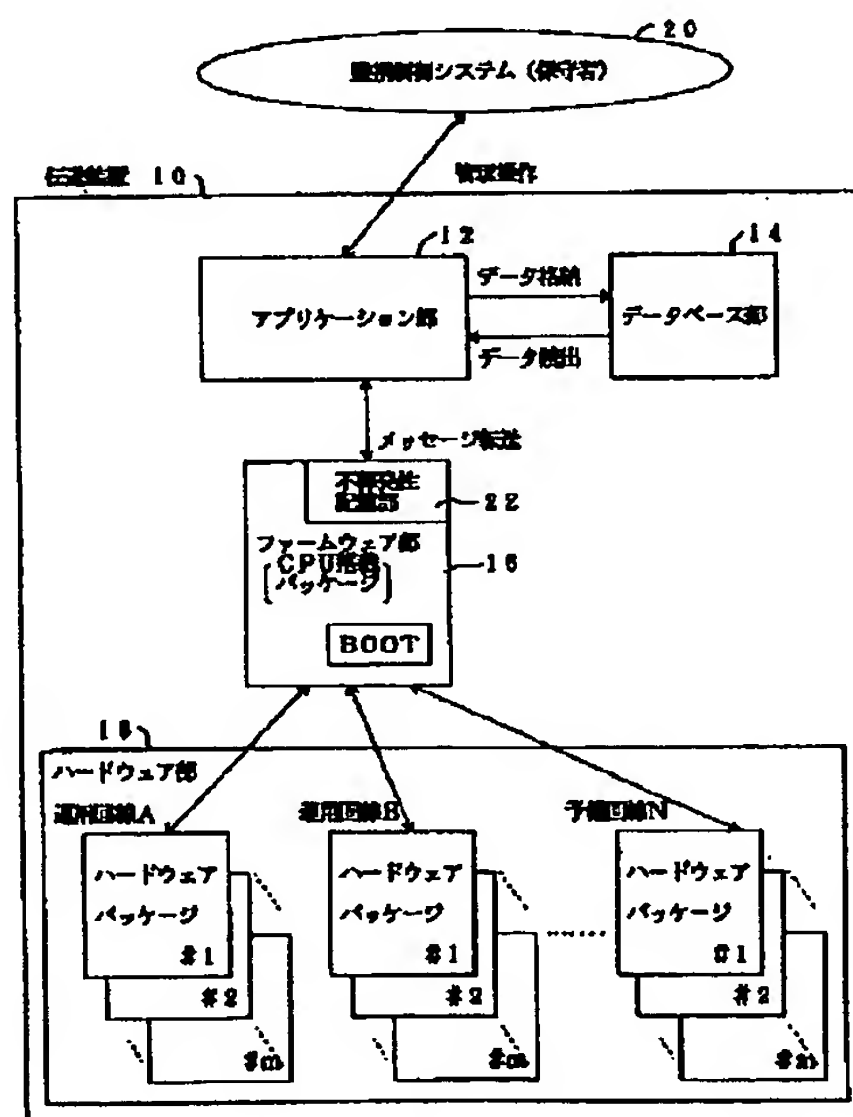 20
監視制御システム（保守者）
伝送装置 10
管理操作
12
14
アプリケーション部
データ格納
データベース部
データ読出
メッセージ転送
不揮発性
記憶部
22
ファームウェア部
CPU搭載
パッケージ
16
BOOT
18
ハードウェア部
運用回線A
運用回線B
予備回線N
ハードウェア
パッケージ
#1
#2
#m
ハードウェア
パッケージ
#1
#2
#m
ハードウェア
パッケージ
#1
#2
#m